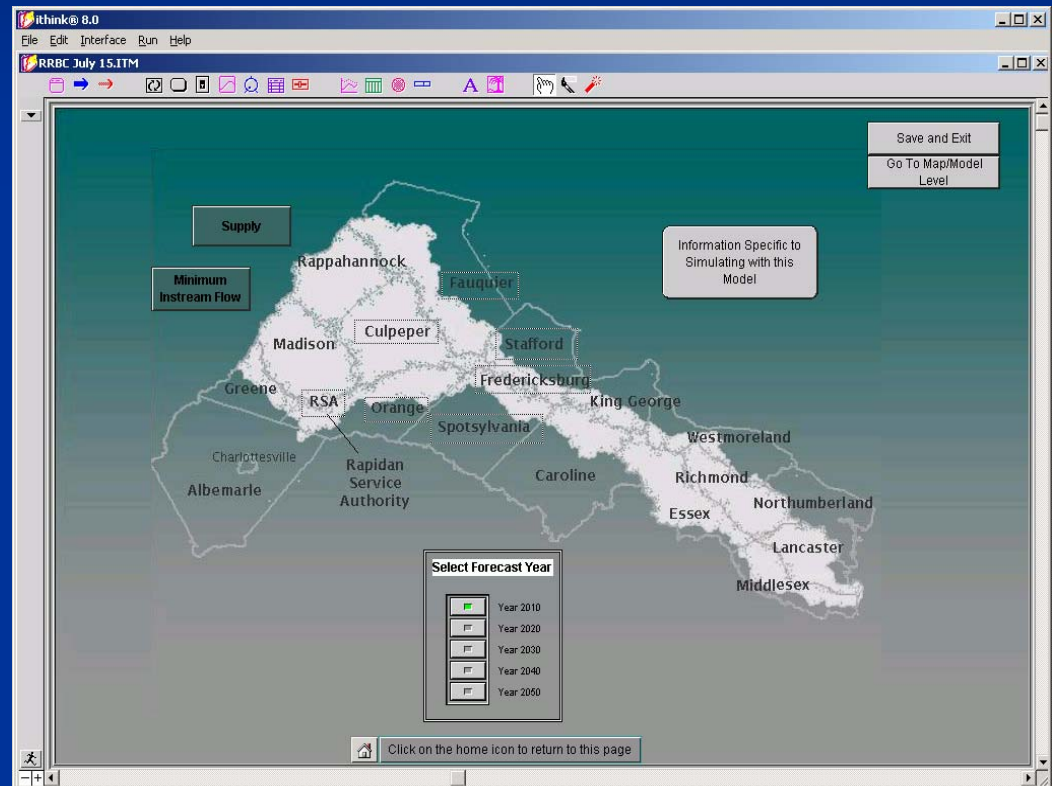 ithink® 8.0
File Edit Interface Run Help
RRBC July 15.ITM
A
Save and Exit
Go To Map/Model
Level
Supply
Information Specific to
Simulating with this
Model
Minimum
Instream Flow
Rappahannock
Fauquier
Culpeper
Madison
Stafford
Fredericksburg
Greene
RSA
Orange
King George
Spotsylvania
Westmoreland
Charlottesville
Rapidan
Service
Authority
Albemarle
Caroline
Richmond
Northumberland
Essex
Lancaster
Middlesex
Select Forecast Year
Year 2010
Year 2020
Year 2030
Year 2040
Year 2050
Click on the home icon to return to this page